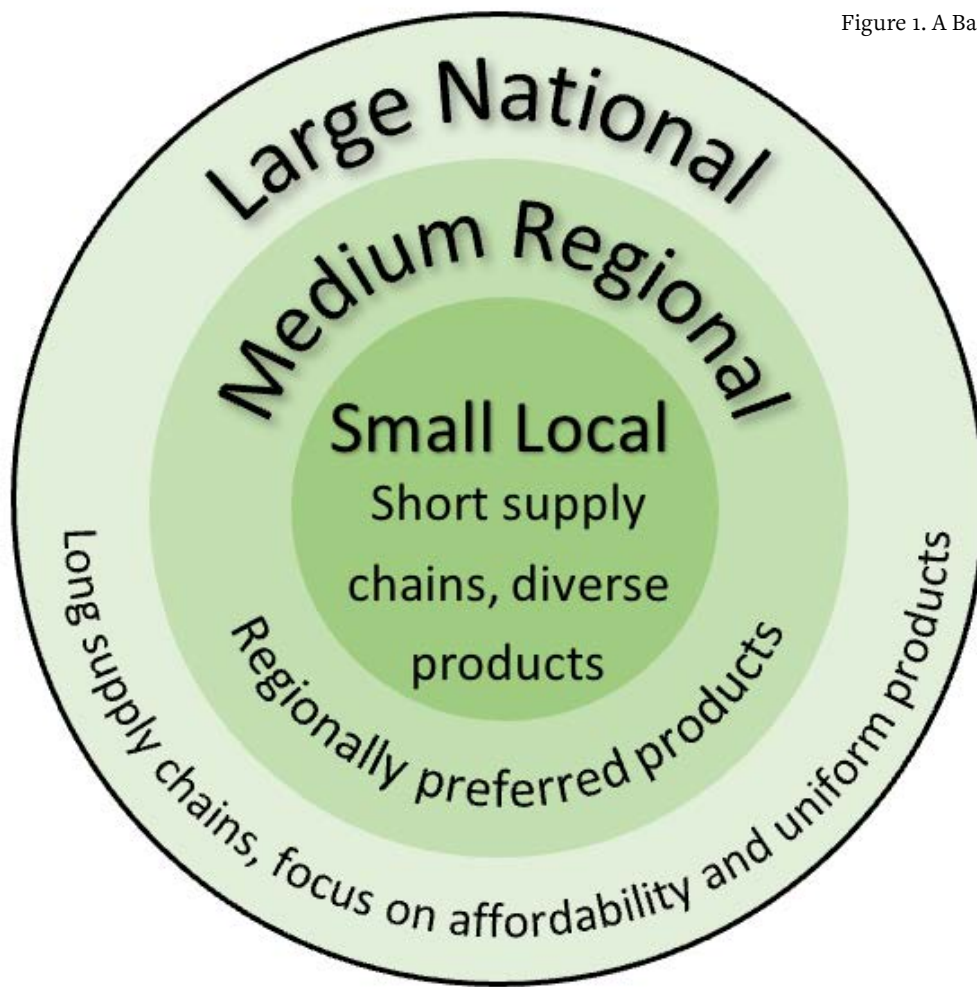 Figure 1. A Ba
Large National
Medium Regional
Small Local
Short supply
chains, diverse
products
Regionally preferred products
Long supply chains, focus on affordability and uniform products